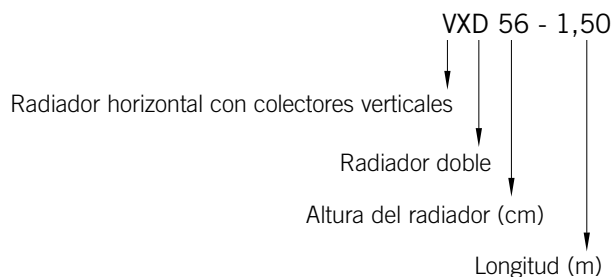 VXD 56 - 1,50
Radiador horizontal con colectores verticales
Radiador doble
Altura del radiador (cm)
Longitud (m)